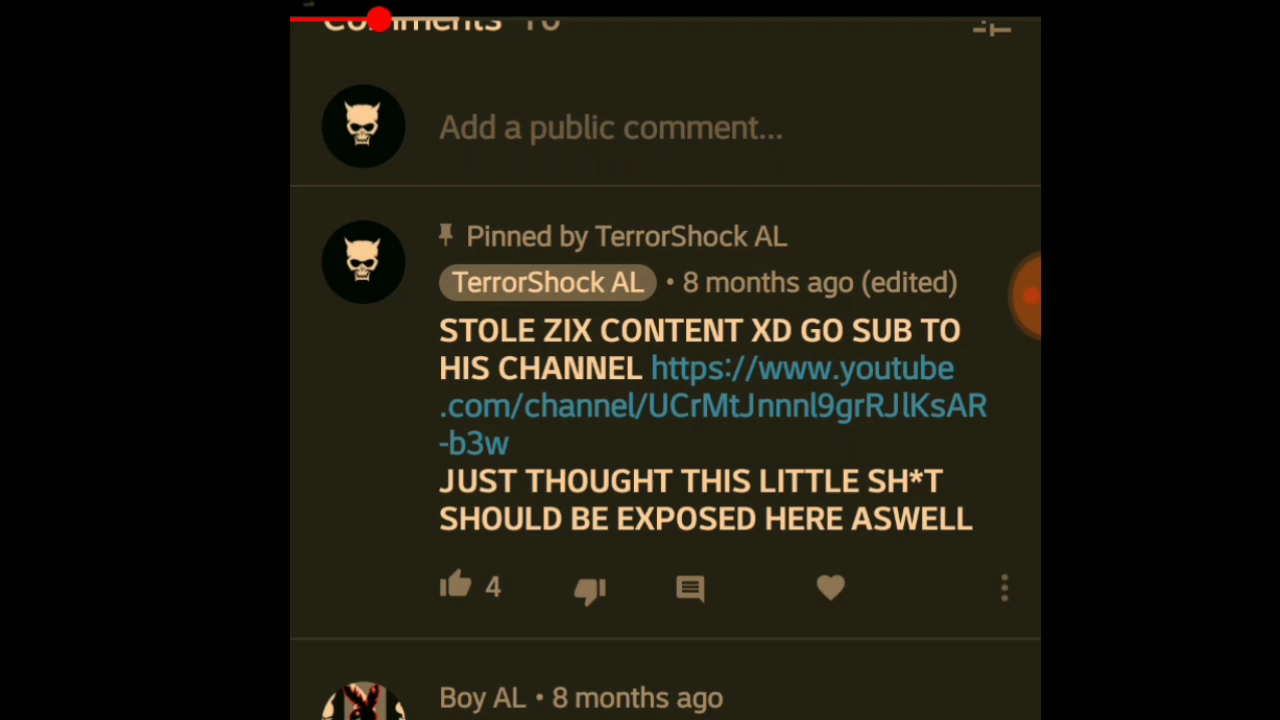 Comments 10
Add a public comment...
Pinned by TerrorShock AL
TerrorShock AL • 8 months ago (edited)
STOLE ZIX CONTENT XD GO SUB TO
HIS CHANNEL https://www.youtube
.com/channel/UCrMtJnnnl9grRJlKsAR
-b3w
JUST THOUGHT THIS LITTLE SH*T
SHOULD BE EXPOSED HERE ASWELL
4
Boy AL • 8 months ago